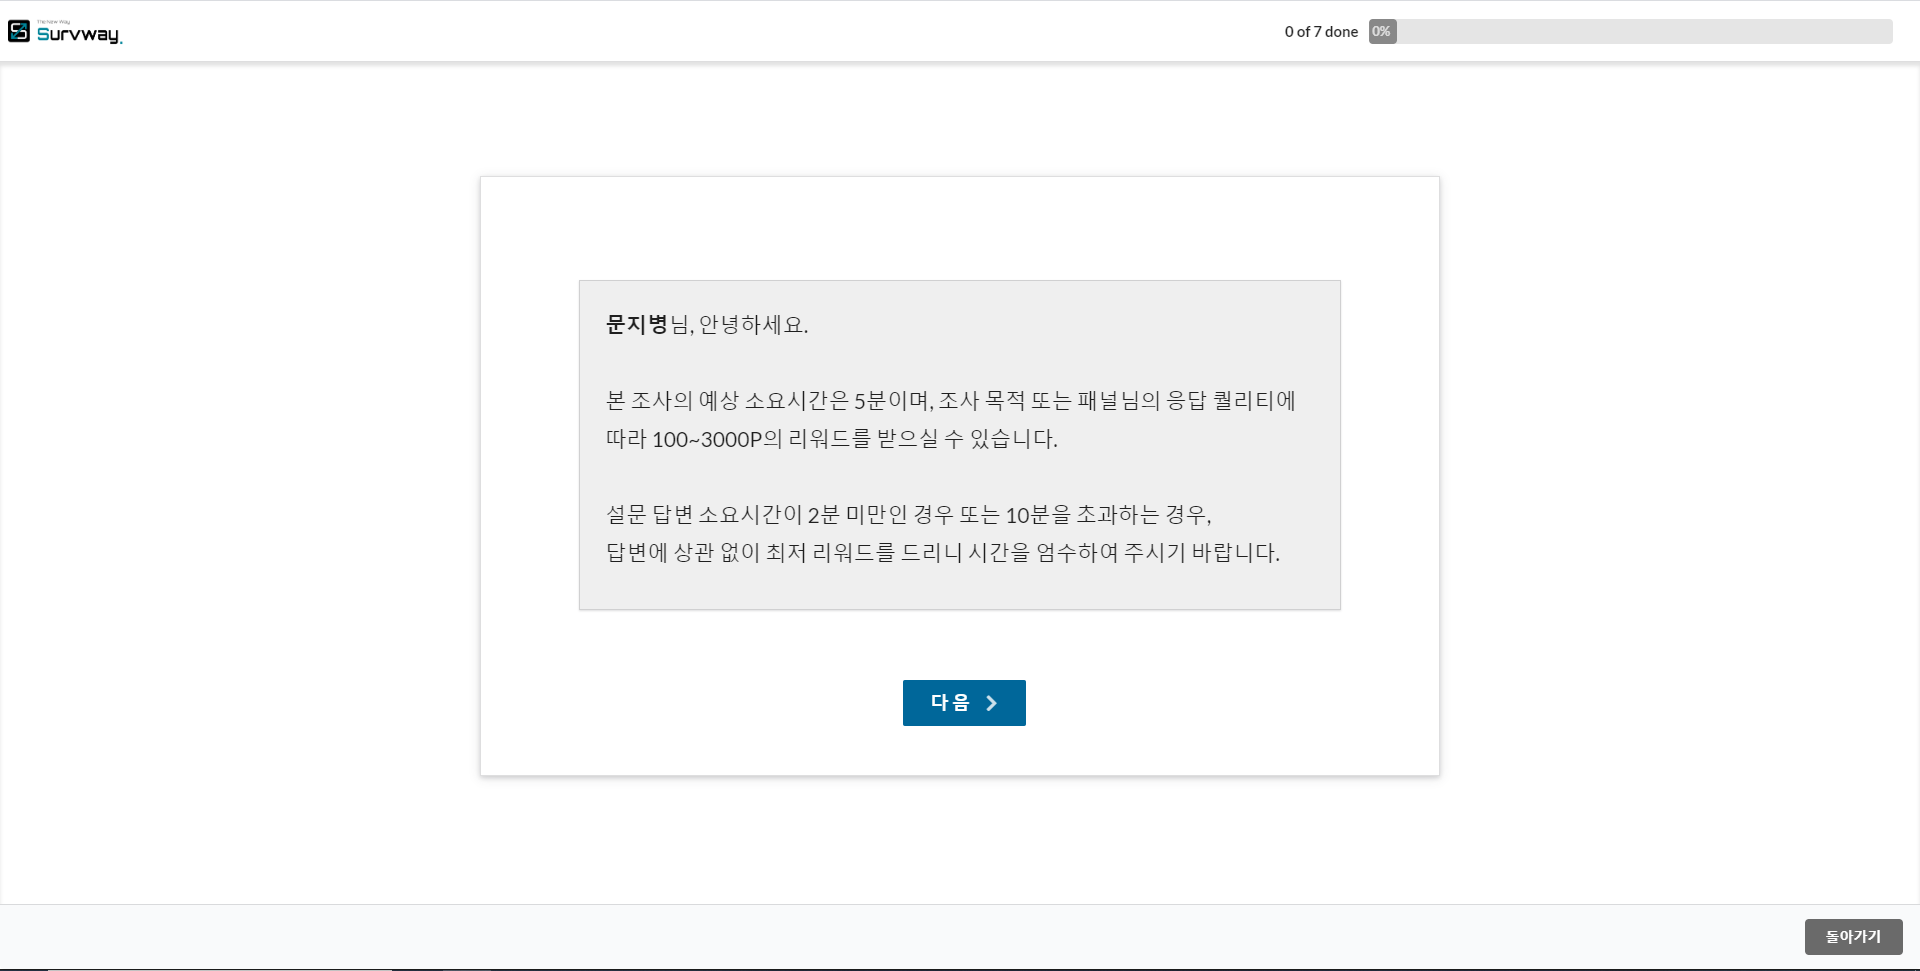 The New Way
Survway.
0 of 7 done
0%
문지병님, 안녕하세요.
본 조사의 예상 소요시간은 5분이며, 조사 목적 또는 패널님의 응답 퀄리티에
따라 100~3000P의 리워드를 받으실 수 있습니다.
설문 답변 소요시간이 2분 미만인 경우 또는 10분을 초과하는 경우,
답변에 상관 없이 최저 리워드를 드리니 시간을 엄수하여 주시기 바랍니다.
다음
돌아가기